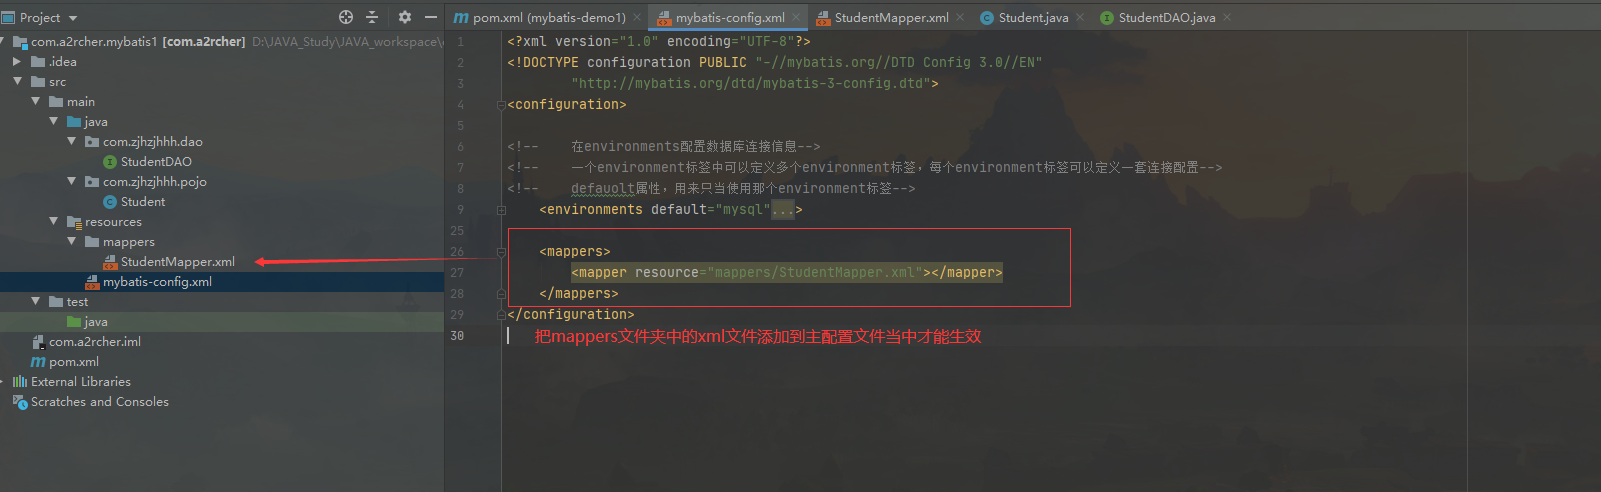 Project
com.a2rcher.mybatis1 [com.a2rcher] D:\JAVA_Study\JAVA_workspace\
.idea
src
main
java
com.zjhzjhhh.dao
StudentDAO
com.zjhzjhhh.pojo
Student
resources
mappers
StudentMapper.xml
mybatis-config.xml
test
java
com.a2rcher.iml
pom.xml
External Libraries
Scratches and Consoles
pom.xml (mybatis-demo1) mybatis-config.xml StudentMapper.xml Student.java StudentDAO.java
1 <?xml version="1.0" encoding="UTF-8"?>
2 <!DOCTYPE configuration PUBLIC "-//mybatis.org//DTD Config 3.0//EN"
3 "http://mybatis.org/dtd/mybatis-3-config.dtd">
4 <configuration>
5
6 <!-- 在environments配置数据库连接信息-->
7 <!-- 一个environment标签中可以定义多个environment标签，每个environment标签可以定义一套连接配置-->
8 <!-- defauolt属性，用来只当使用那个environment标签-->
9 <environments default="mysql"...>
25
26 <mappers>
27 <mapper resource="mappers/StudentMapper.xml"></mapper>
28 </mappers>
29 </configuration>
30 把mappers文件夹中的xml文件添加到主配置文件当中才能生效